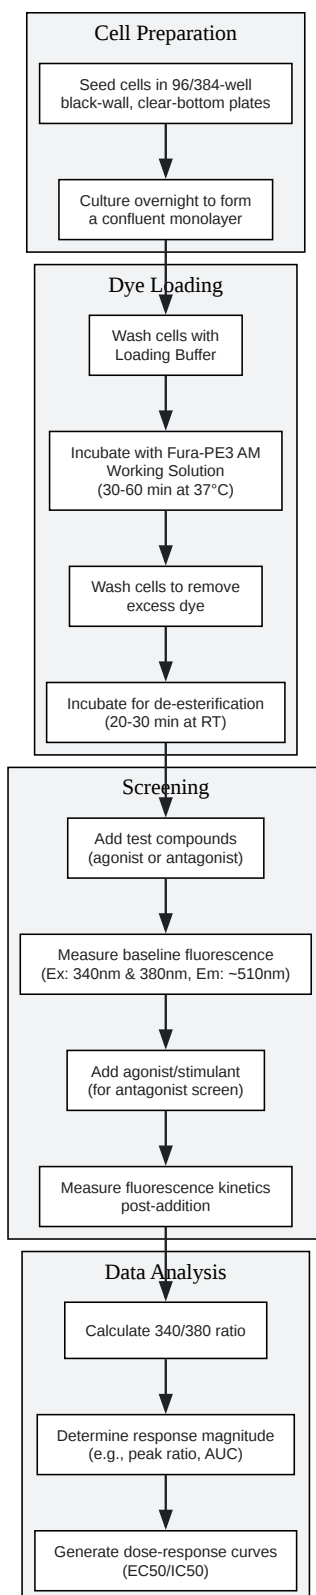 Cell Preparation
Seed cells in 96/384-well
black-wall, clear-bottom plates
Culture overnight to form
a confluent monolayer
Dye Loading
Wash cells with
Loading Buffer
Incubate with Fura-PE3 AM
Working Solution
(30-60 min at 37°C)
Wash cells to remove
excess dye
Incubate for de-esterification
(20-30 min at RT)
Screening
Add test compounds
(agonist or antagonist)
Measure baseline fluorescence
(Ex: 340nm & 380nm, Em: ~510nm)
Add agonist/stimulant
(for antagonist screen)
Measure fluorescence kinetics
post-addition
Data Analysis
Calculate 340/380 ratio
Determine response magnitude
(e.g., peak ratio, AUC)
Generate dose-response curves
(EC50/IC50)